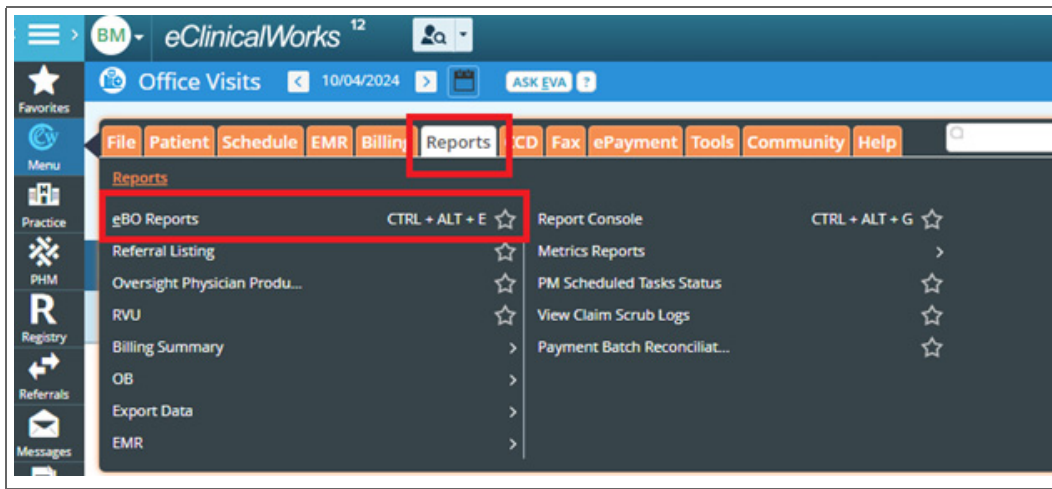 BM eClinicalWorks 12
Office Visits 10/04/2024 ASK EVA ?
Favorites
File Patient Schedule EMR Billing Reports CCD Fax ePayment Tools Community Help
Menu
Reports
Practice
eBO Reports CTRL + ALT + E Report Console CTRL + ALT + G
Referral Listing Metrics Reports
PHM
Oversight Physician Produ... PM Scheduled Tasks Status
R
RVU View Claim Scrub Logs
Registry
Billing Summary Payment Batch Reconciliat...
OB
Referrals
Export Data
EMR
Messages